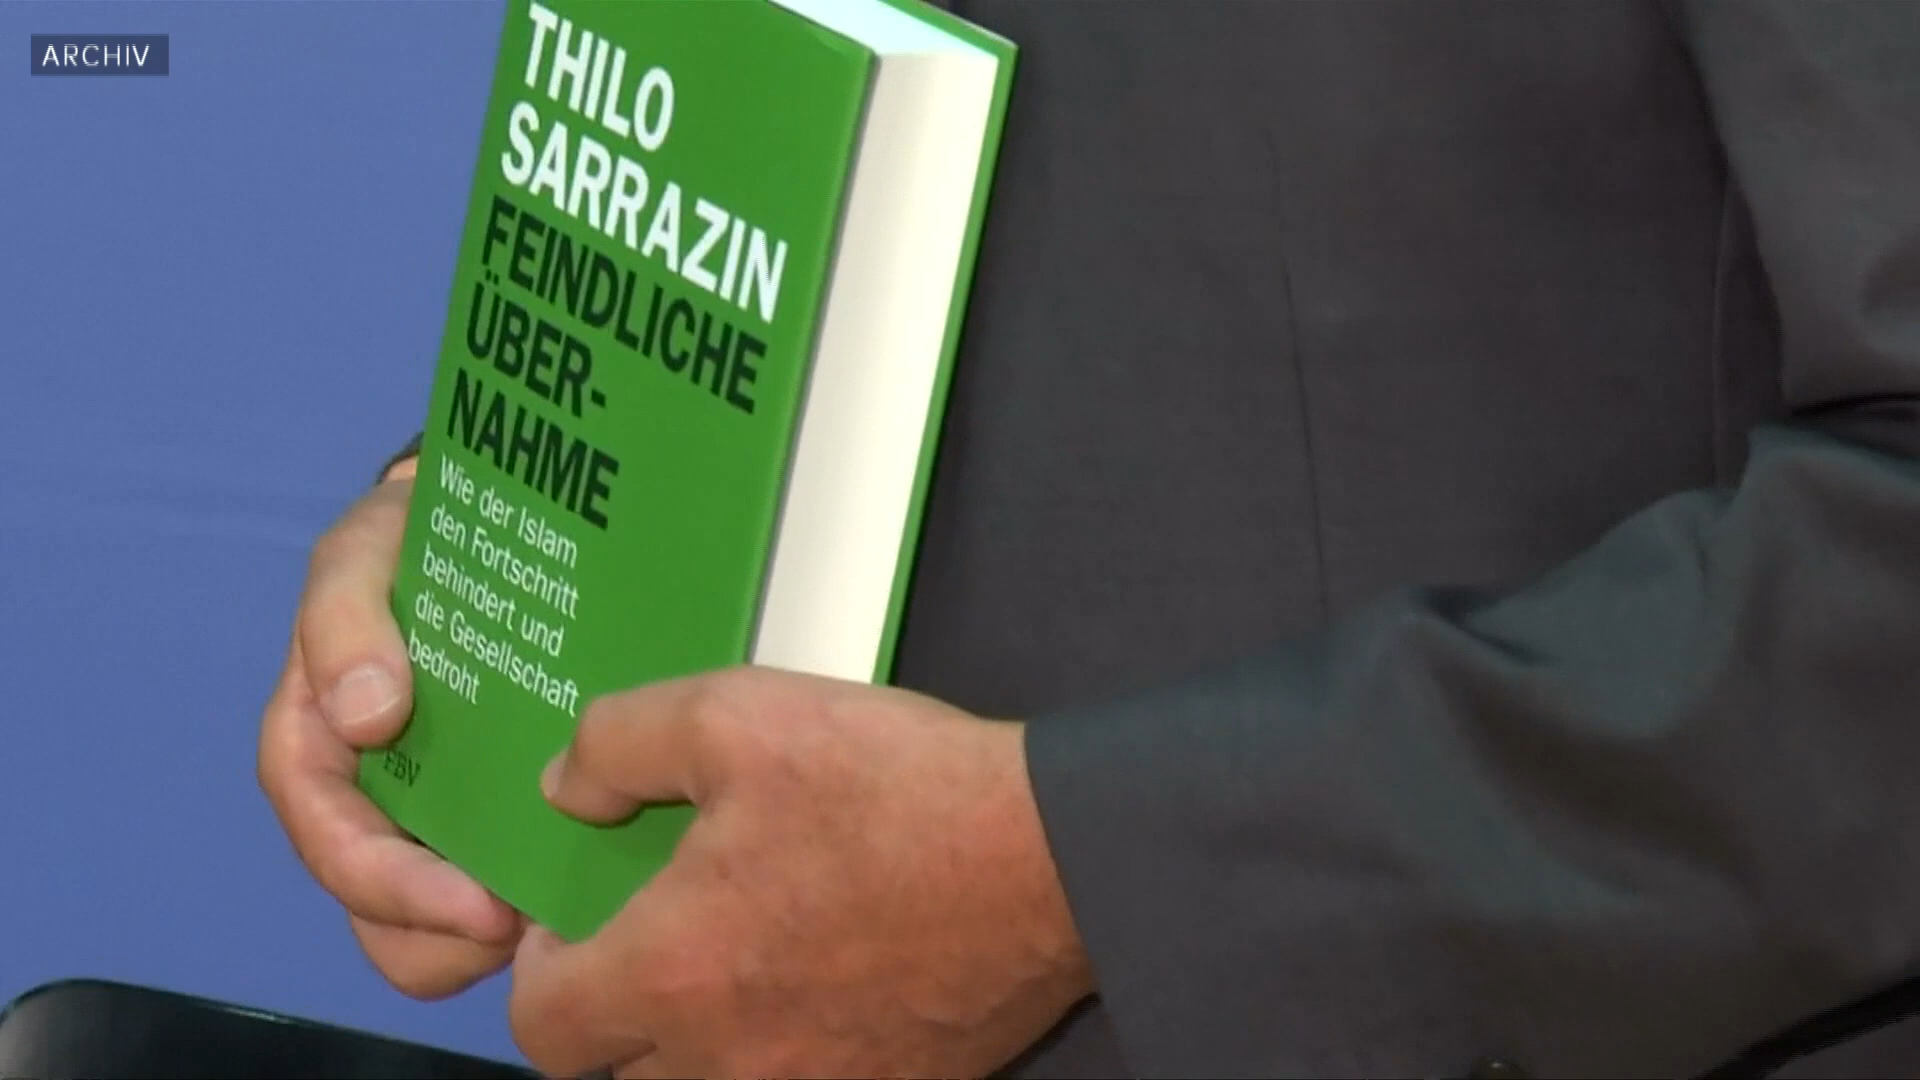 ARCHIV
THILO
SARRAZIN
FEINDLICHE
ÜBER-
NAHME
Wie der Islam
den Fortschritt
behindert und
die Gesellschaft
bedroht
FBV